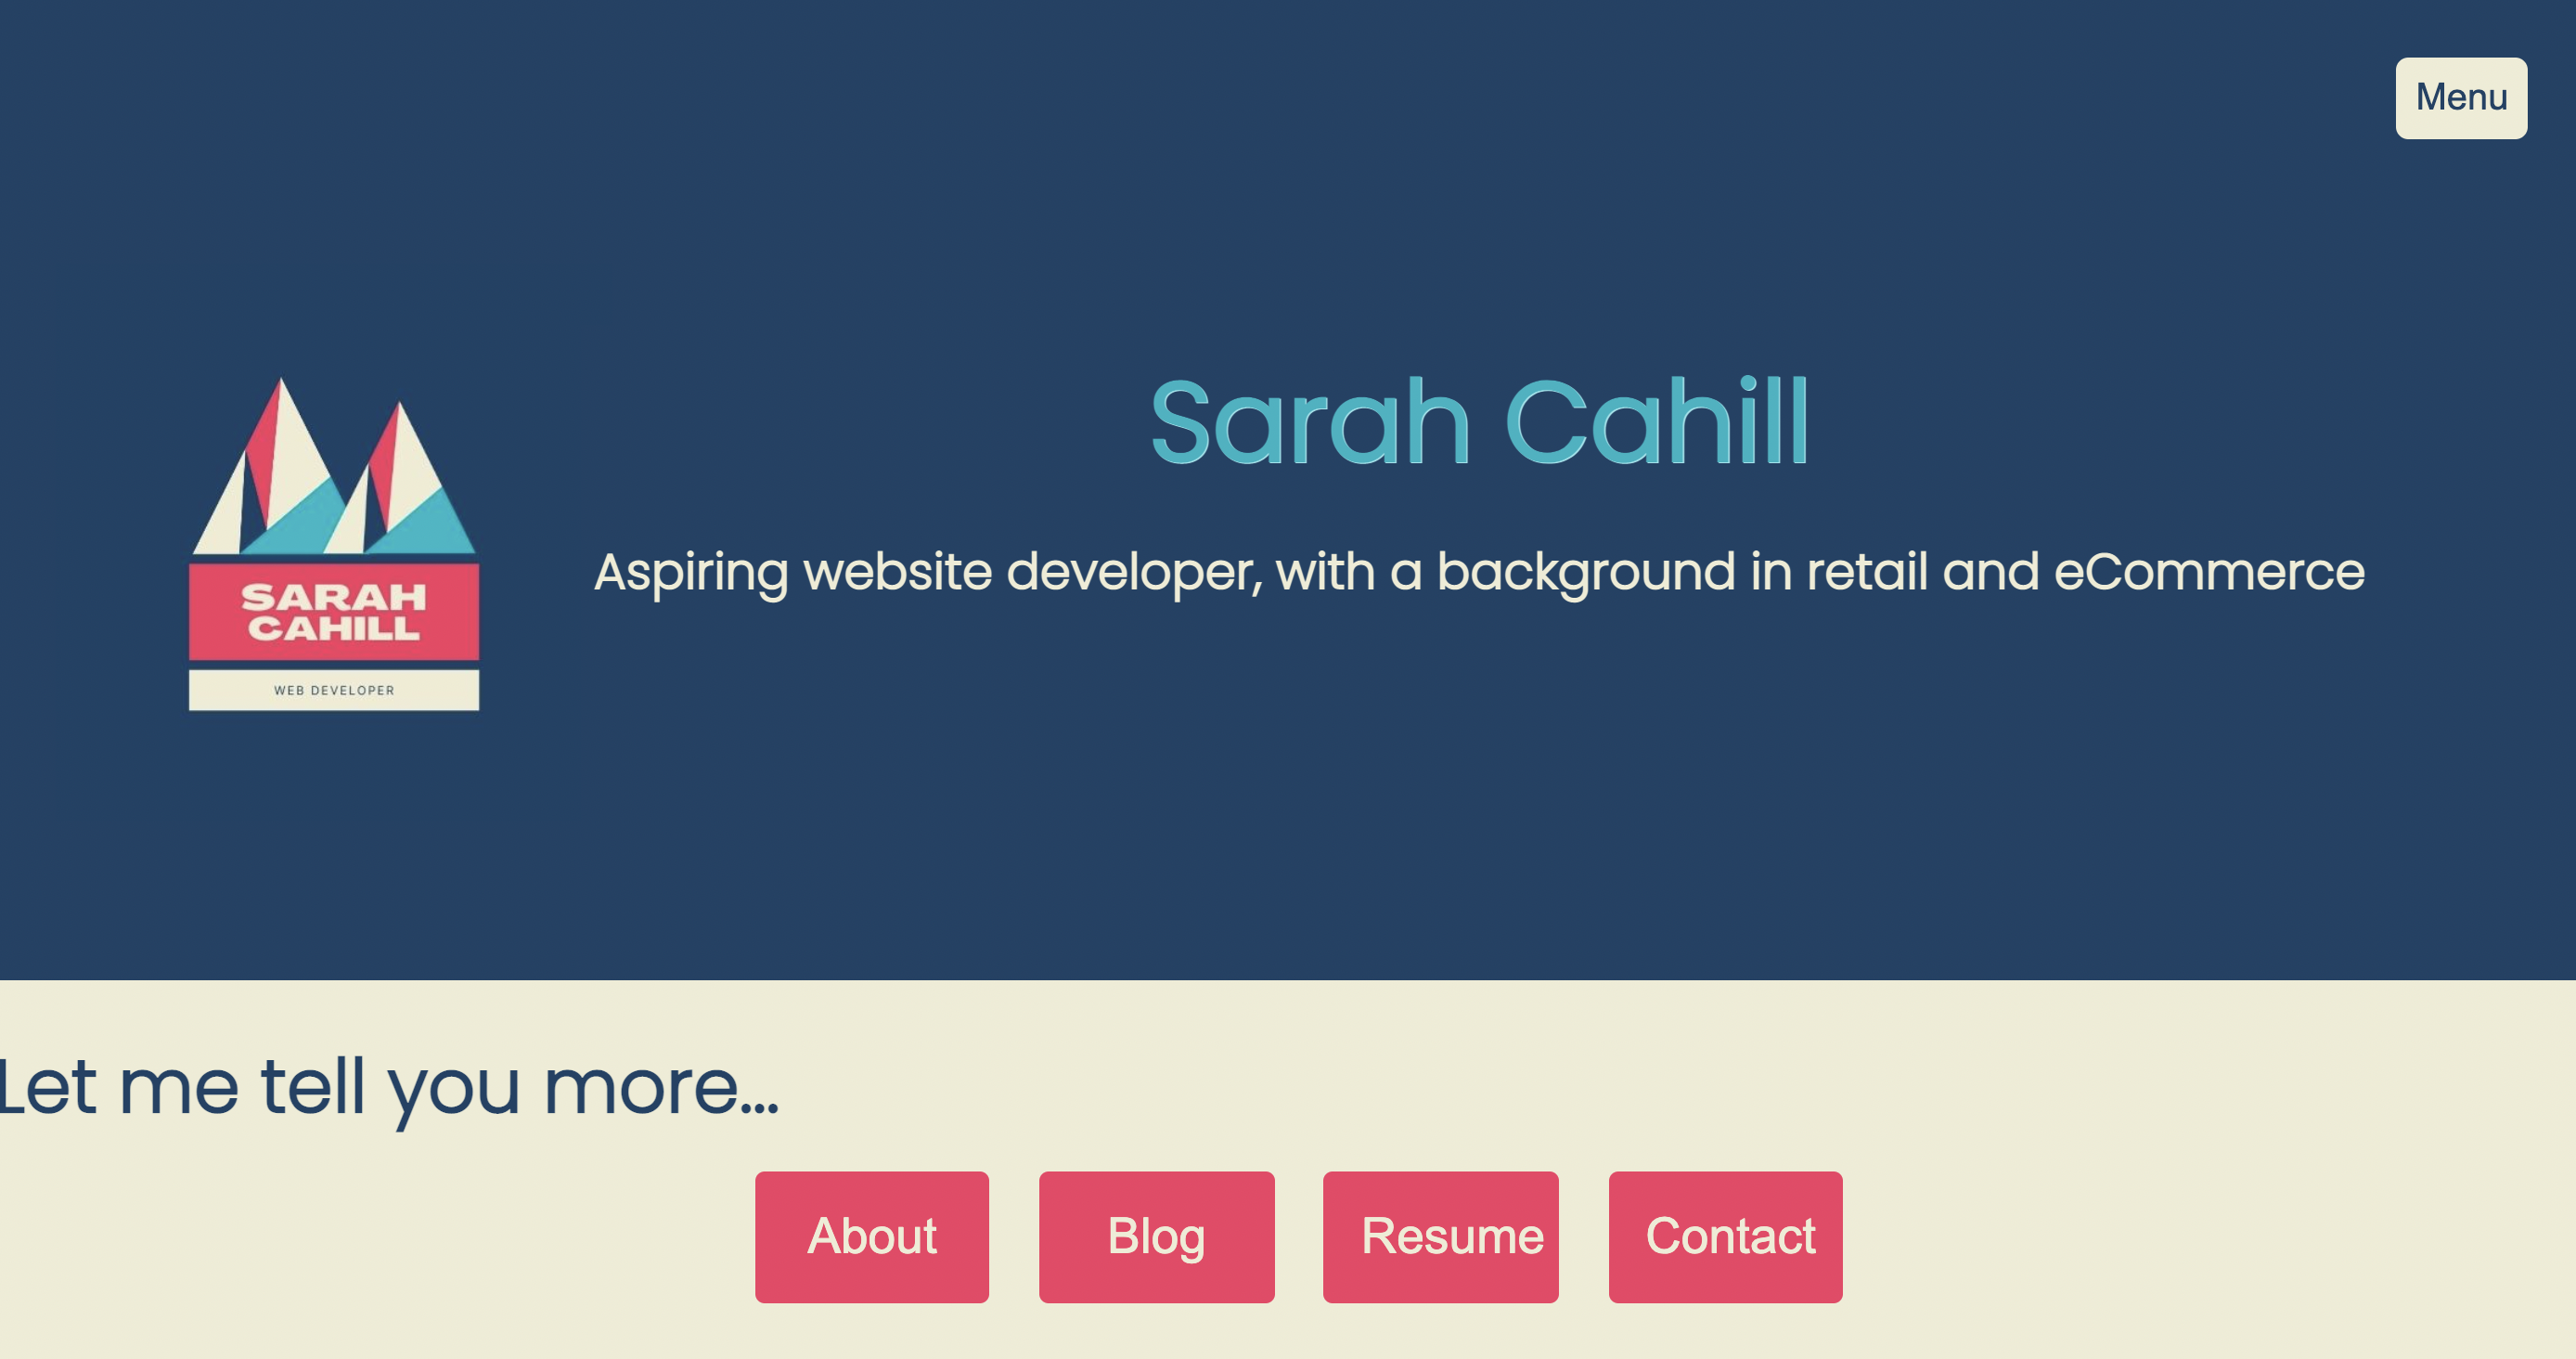 Menu
Sarah Cahill
Aspiring website developer, with a background in retail and eCommerce
SARAH
CAHILL
WEB DEVELOPER
Let me tell you more...
About
Blog
Resume
Contact